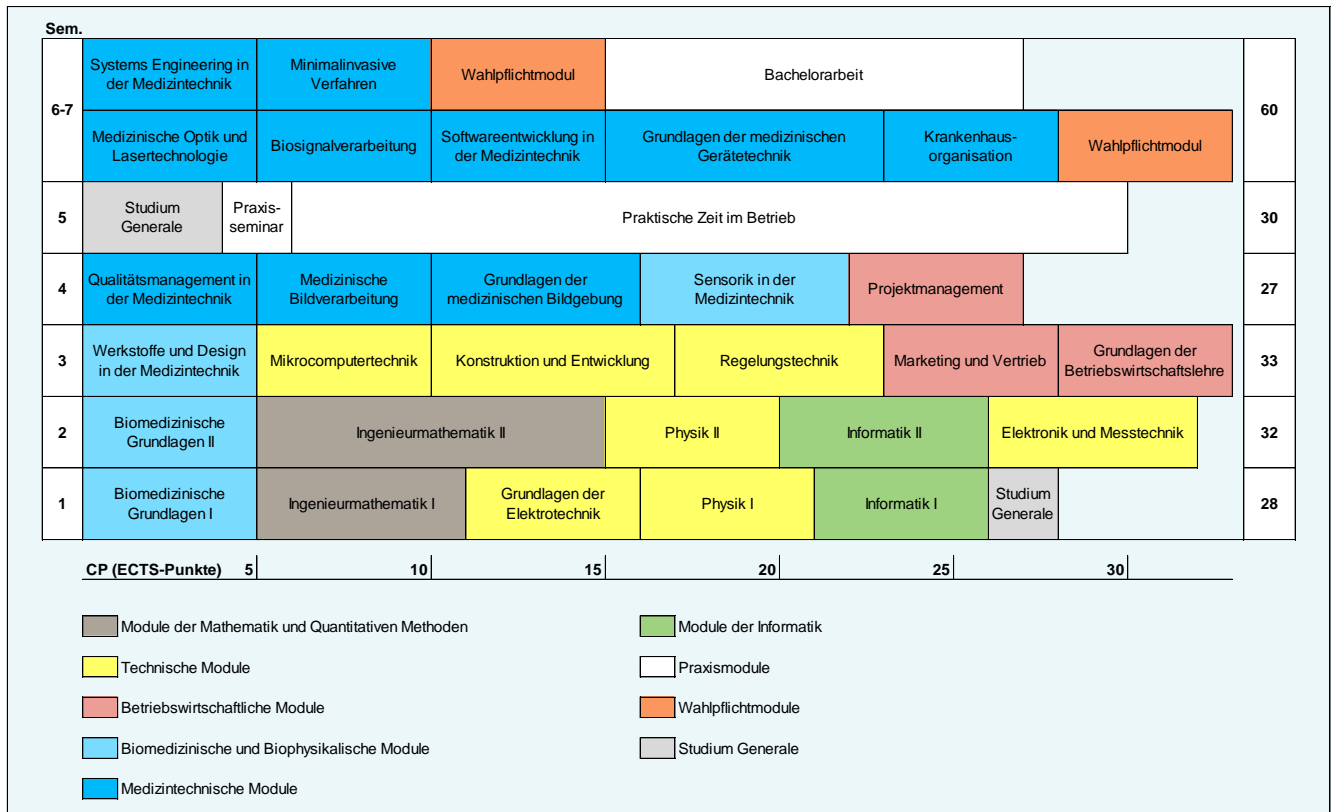 Sem.
Systems Engineering in
der Medizintechnik
Minimalinvasive
Verfahren
Wahlpflichtmodul
Bachelorarbeit
6-7
60
Medizinische Optik und
Lasertechnologie
Biosignalverarbeitung
Softwareentwicklung in
der Medizintechnik
Grundlagen der medizinischen
Gerätetechnik
Krankenhaus-
organisation
Wahlpflichtmodul
5
Studium
Generale
Praxis-
seminar
Praktische Zeit im Betrieb
30
4
Qualitätsmanagement in
der Medizintechnik
Medizinische
Bildverarbeitung
Grundlagen der
medizinischen Bildgebung
Sensorik in der
Medizintechnik
Projektmanagement
27
3
Werkstoffe und Design
in der Medizintechnik
Mikrocomputertechnik
Konstruktion und Entwicklung
Regelungstechnik
Marketing und Vertrieb
Grundlagen der
Betriebswirtschaftslehre
33
2
Biomedizinische
Grundlagen II
Ingenieurmathematik II
Physik II
Informatik II
Elektronik und Messtechnik
32
1
Biomedizinische
Grundlagen I
Ingenieurmathematik I
Grundlagen der
Elektrotechnik
Physik I
Informatik I
Studium
Generale
28
CP (ECTS-Punkte) 5 10 15 20 25 30
Module der Mathematik und Quantitativen Methoden
Module der Informatik
Technische Module
Praxismodule
Betriebswirtschaftliche Module
Wahlpflichtmodule
Biomedizinische und Biophysikalische Module
Studium Generale
Medizintechnische Module